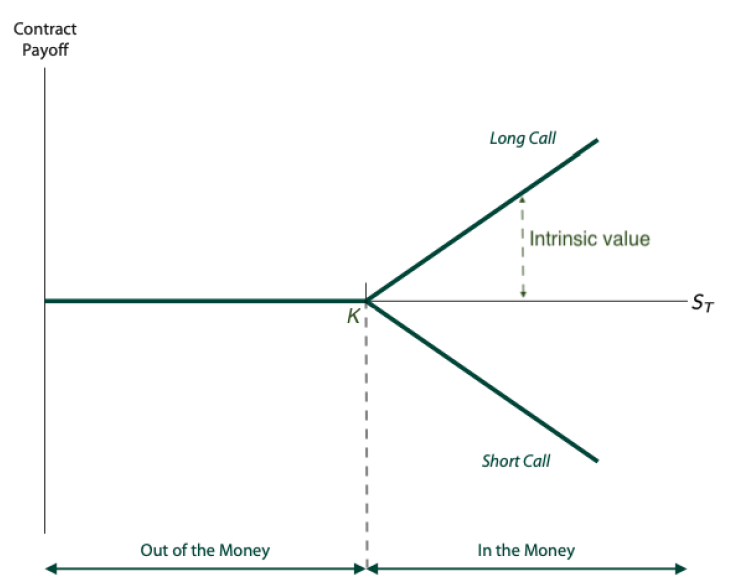 Contract
Payoff
Long Call
Intrinsic value
K
S_T
Short Call
Out of the Money
In the Money